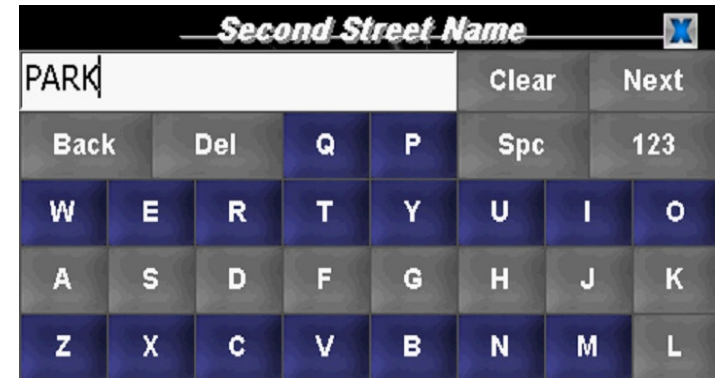 Second Street Name X
PARK Clear Next
Back Del Q P Spc 123
W E R T Y U I O
A S D F G H J K
Z X C V B N M L